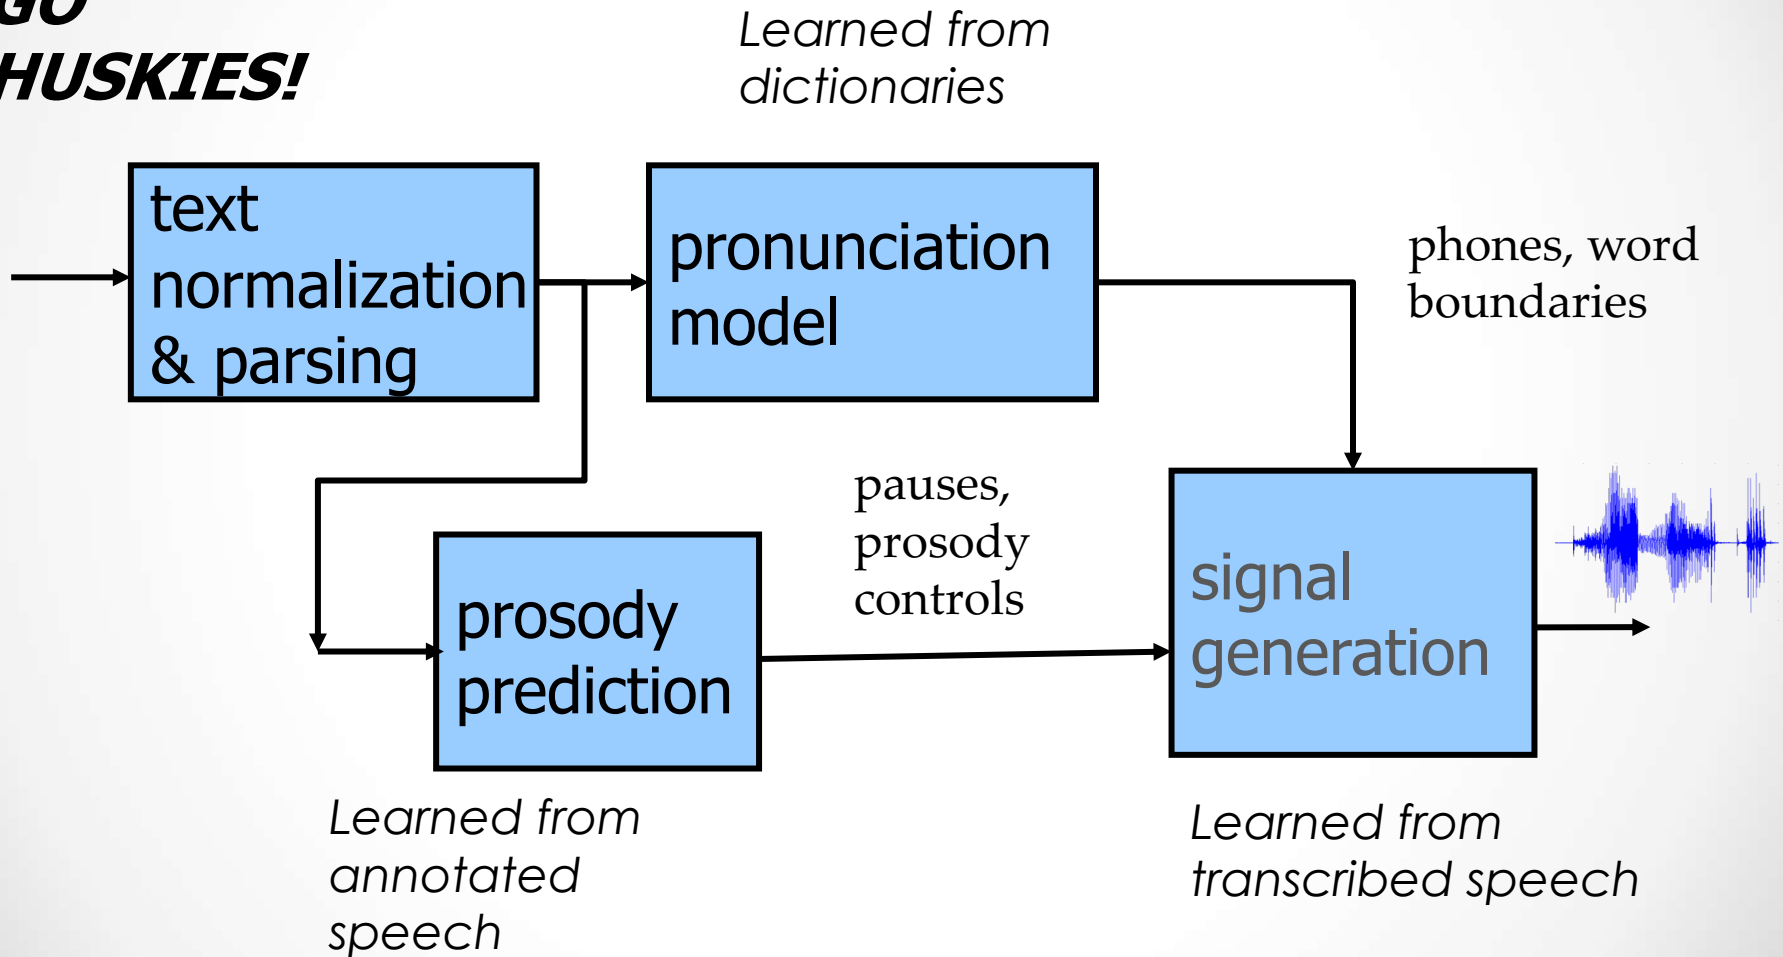 GO
HUSKIES!
Learned from
dictionaries
text
normalization
& parsing
pronunciation
model
phones, word
boundaries
pauses,
prosody
controls
prosody
prediction
signal
generation
Learned from
annotated
speech
Learned from
transcribed speech